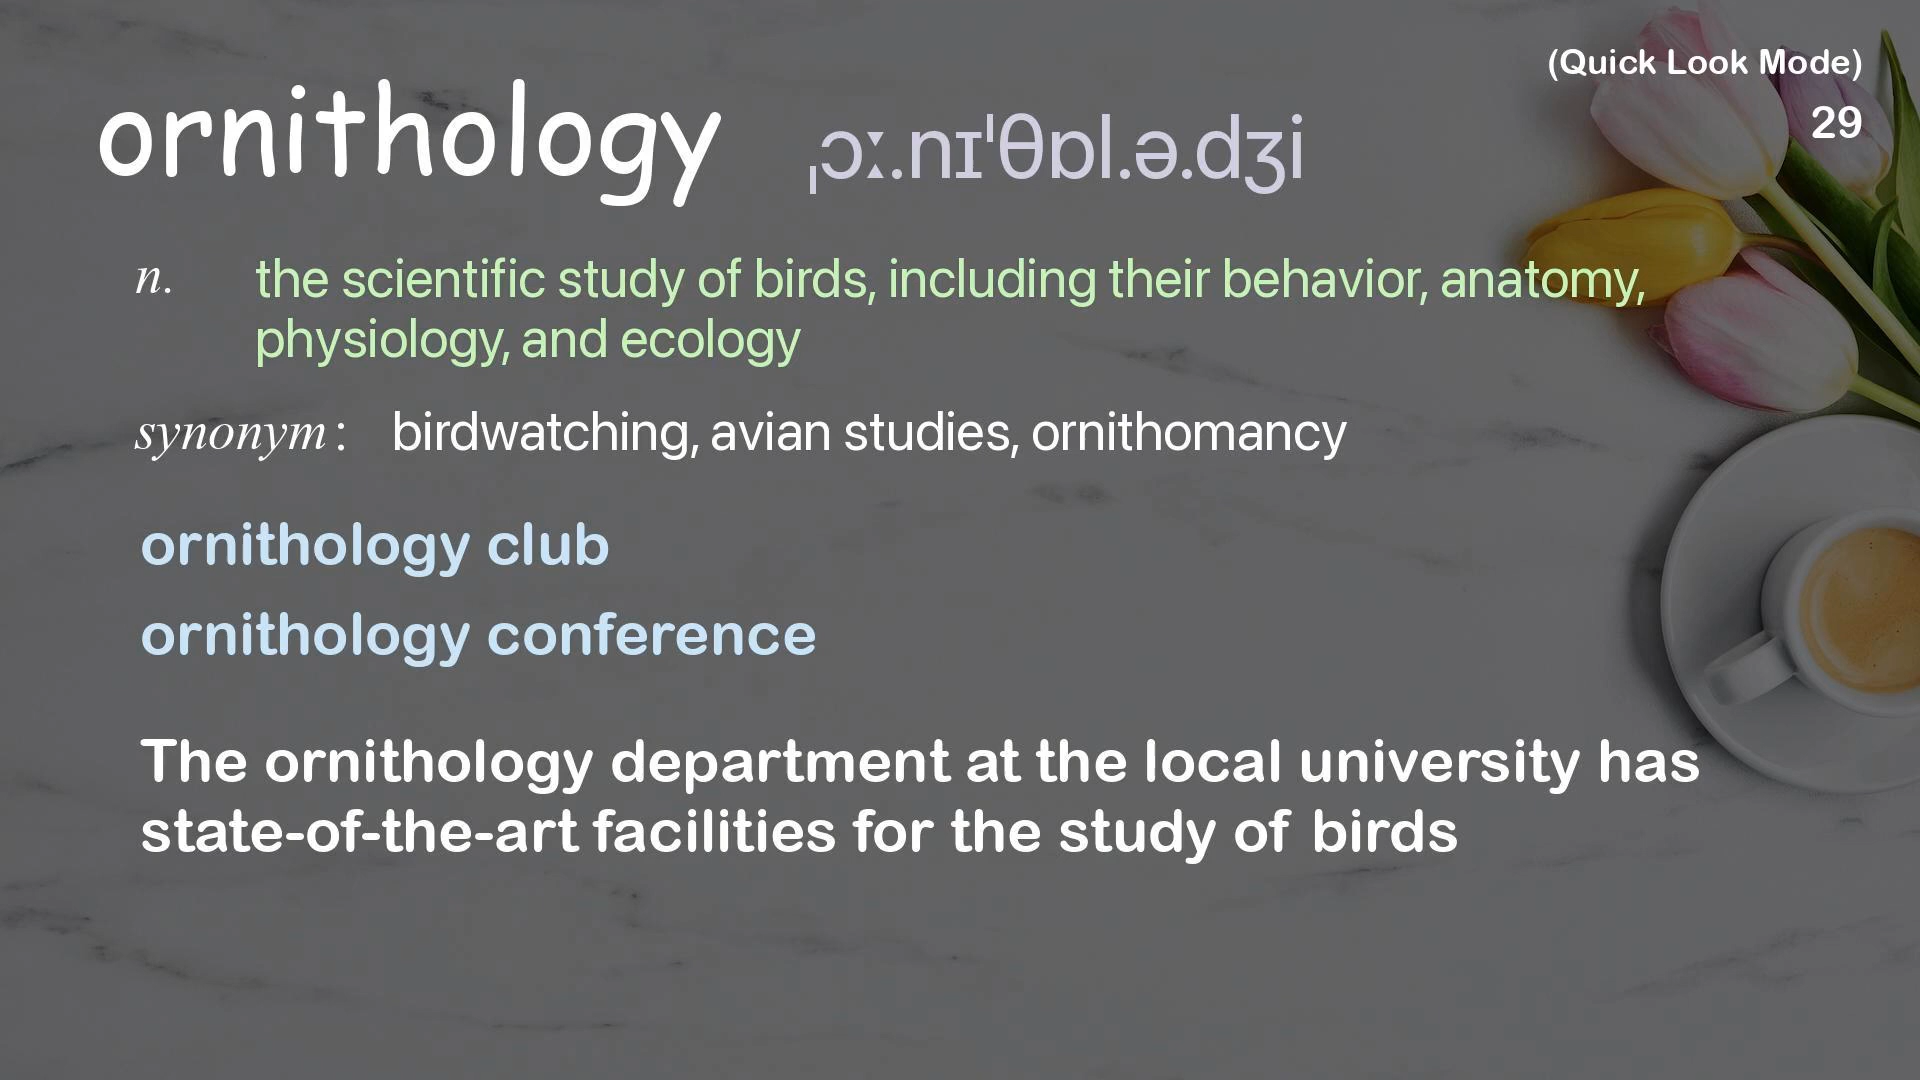 (Quick Look Mode)
29
ornithology ˌɔː.nɪˈθɒl.ə.dʒi
n. the scientific study of birds, including their behavior, anatomy,
physiology, and ecology
synonym: birdwatching, avian studies, ornithomancy
ornithology club
ornithology conference
The ornithology department at the local university has
state-of-the-art facilities for the study of birds